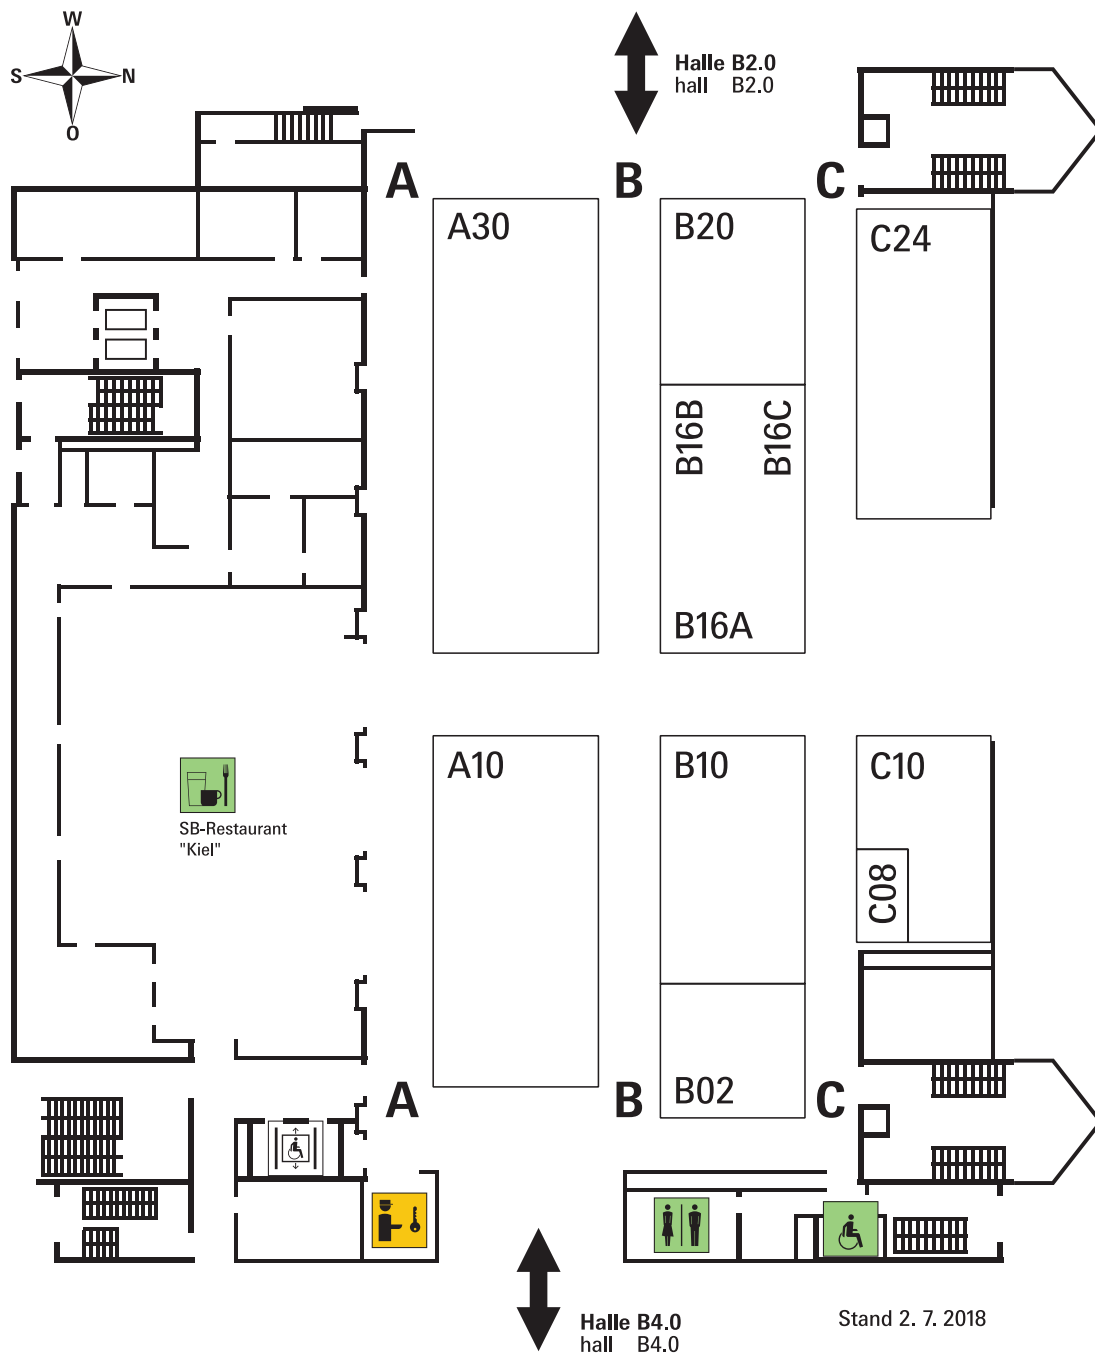 W
S
N
O
Halle B2.0
hall B2.0
A
B
C
A30
B20
C24
B16B
B16C
B16A
A10
B10
C10
C08
SB-Restaurant
"Kiel"
A
B
C
B02
Halle B4.0
hall B4.0
Stand 2. 7. 2018